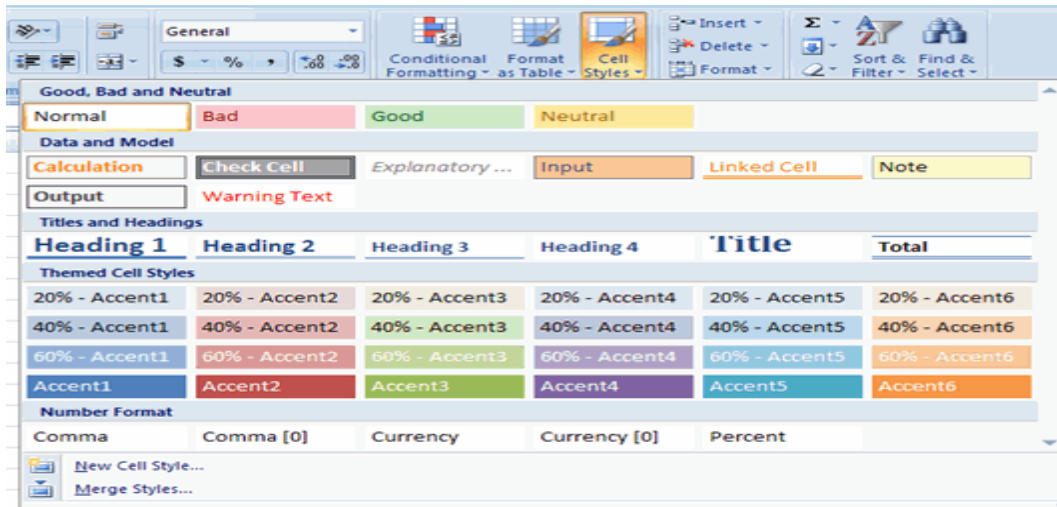 General
Insert
Σ
$ % , .00 .00
Conditional Formatting
Format as Table
Cell Styles
Delete
Format
Sort & Filter
Find & Select
Good, Bad and Neutral
Normal Bad Good Neutral
Data and Model
Calculation Check Cell Explanatory ... Input Linked Cell Note
Output Warning Text
Titles and Headings
Heading 1 Heading 2 Heading 3 Heading 4 Title Total
Themed Cell Styles
20% - Accent1 20% - Accent2 20% - Accent3 20% - Accent4 20% - Accent5 20% - Accent6
40% - Accent1 40% - Accent2 40% - Accent3 40% - Accent4 40% - Accent5 40% - Accent6
60% - Accent1 60% - Accent2 60% - Accent3 60% - Accent4 60% - Accent5 60% - Accent6
Accent1 Accent2 Accent3 Accent4 Accent5 Accent6
Number Format
Comma Comma [0] Currency Currency [0] Percent
New Cell Style...
Merge Styles...